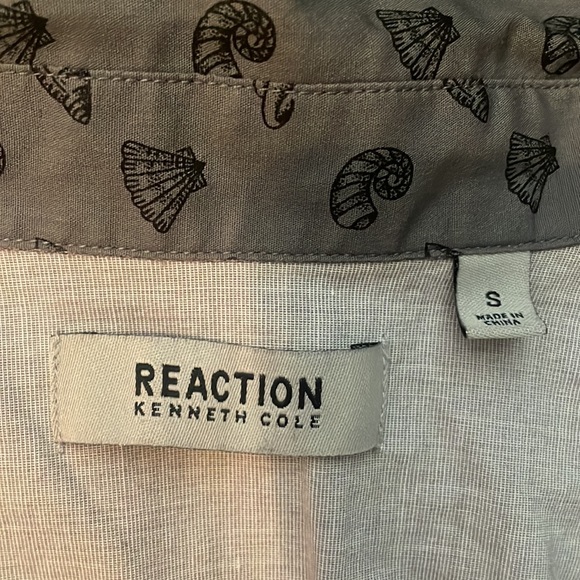 REACTION
KENNETH COLE
S
MADE IN
CHINA